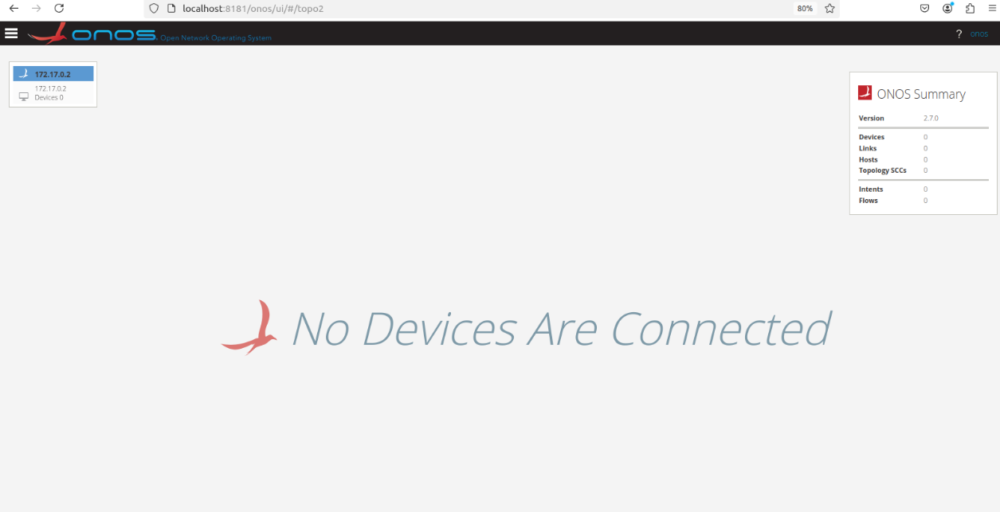 localhost:8181/onos/ui/#/topo2
80%
onos Open Network Operating System
? onos
172.17.0.2
172.17.0.2
Devices 0
ONOS Summary
Version 2.7.0
Devices 0
Links 0
Hosts 0
Topology SCCs 0
Intents 0
Flows 0
No Devices Are Connected